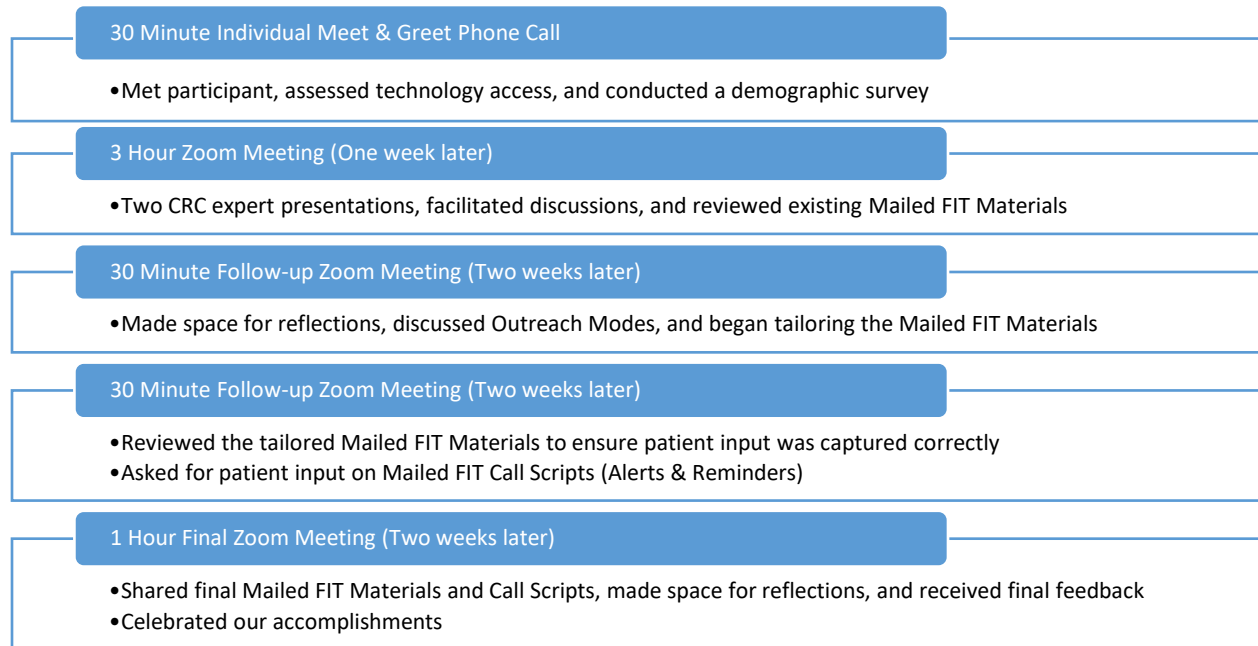 30 Minute Individual Meet & Greet Phone Call
•Met participant, assessed technology access, and conducted a demographic survey
3 Hour Zoom Meeting (One week later)
•Two CRC expert presentations, facilitated discussions, and reviewed existing Mailed FIT Materials
30 Minute Follow-up Zoom Meeting (Two weeks later)
•Made space for reflections, discussed Outreach Modes, and began tailoring the Mailed FIT Materials
30 Minute Follow-up Zoom Meeting (Two weeks later)
•Reviewed the tailored Mailed FIT Materials to ensure patient input was captured correctly
•Asked for patient input on Mailed FIT Call Scripts (Alerts & Reminders)
1 Hour Final Zoom Meeting (Two weeks later)
•Shared final Mailed FIT Materials and Call Scripts, made space for reflections, and received final feedback
•Celebrated our accomplishments